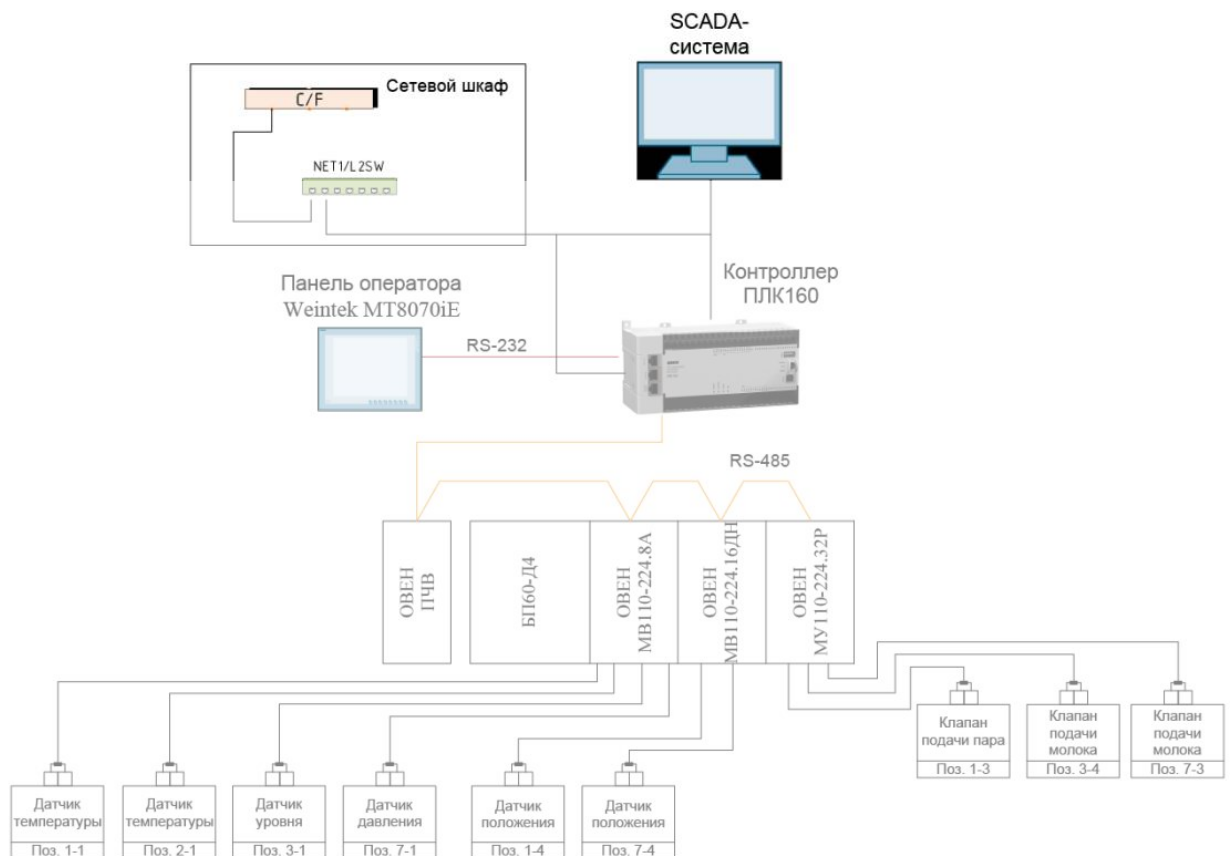 SCADA-
система
Сетевой шкаф
C/F
NET1/L2SW
Панель оператора
Weintek MT8070iE
RS-232
Контроллер
ПЛК160
RS-485
ОВЕН
ПЧВ
БП60-Д4
ОВЕН
МВ110-224.8А
ОВЕН
МВ110-224.16ДН
ОВЕН
МУ110-224.32Р
Клапан
подачи пара
Поз. 1-3
Клапан
подачи
молока
Поз. 3-4
Клапан
подачи
молока
Поз. 7-3
Датчик
температуры
Поз. 1-1
Датчик
температуры
Поз. 2-1
Датчик
уровня
Поз. 3-1
Датчик
давления
Поз. 7-1
Датчик
положения
Поз. 1-4
Датчик
положения
Поз. 7-4